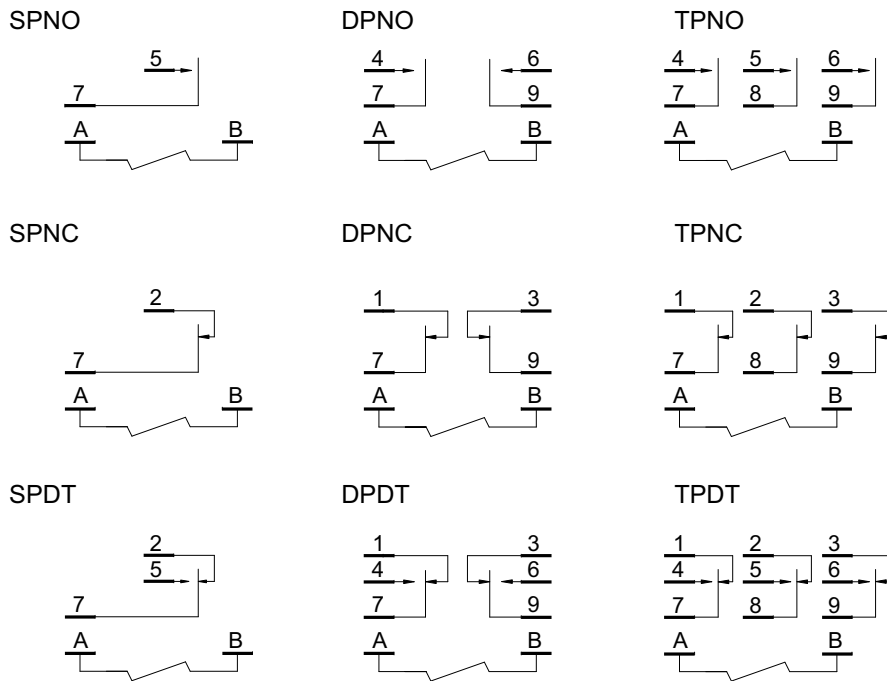 SPNO DPNO TPNO
5 4 6 4 5 6
7 7 9 7 8 9
A B A B A B
SPNC DPNC TPNC
2 1 3 1 2 3
7 7 9 7 8 9
A B A B A B
SPDT DPDT TPDT
2 1 3 1 2 3
5 4 6 4 5 6
7 7 9 7 8 9
A B A B A B